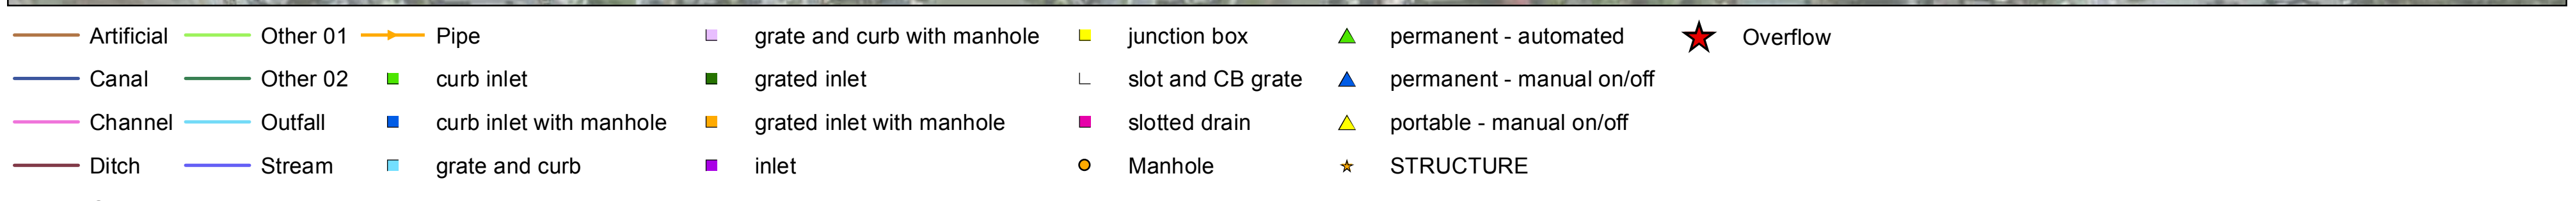 Artificial Other 01 Pipe grate and curb with manhole junction box permanent - automated Overflow
Canal Other 02 curb inlet grated inlet slot and CB grate permanent - manual on/off
Channel Outfall curb inlet with manhole grated inlet with manhole slotted drain portable - manual on/off
Ditch Stream grate and curb inlet Manhole STRUCTURE